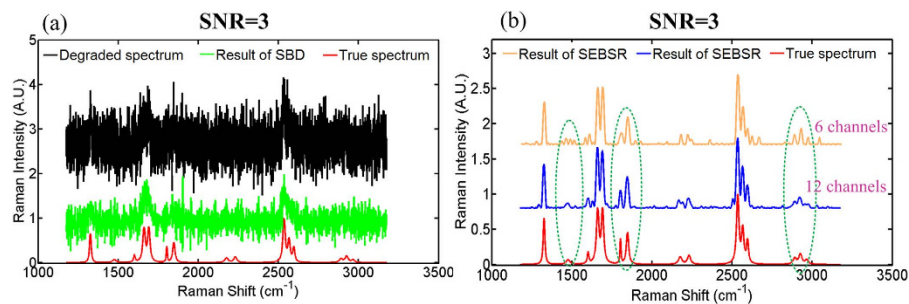 (a)
SNR=3
Degraded spectrum
Result of SBD
True spectrum
Raman Intensity (A.U.)
5
4
3
2
1
0
1000
1500
2000
2500
3000
3500
Raman Shift (cm⁻¹)
(b)
SNR=3
Result of SEBSR
Result of SEBSR
True spectrum
Raman Intensity (A.U.)
3
2.5
2
1.5
1
0.5
0
6 channels
12 channels
1000
1500
2000
2500
3000
3500
Raman Shift (cm⁻¹)